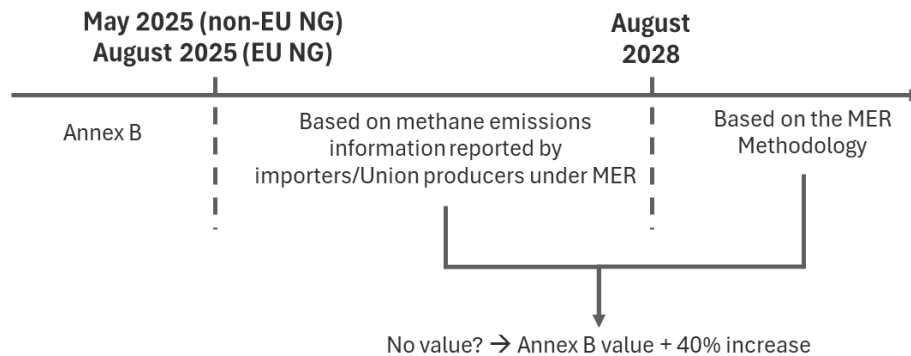 May 2025 (non-EU NG)
August 2025 (EU NG)
August
2028
Annex B
Based on methane emissions
information reported by
importers/Union producers under MER
Based on the MER
Methodology
No value? → Annex B value + 40% increase